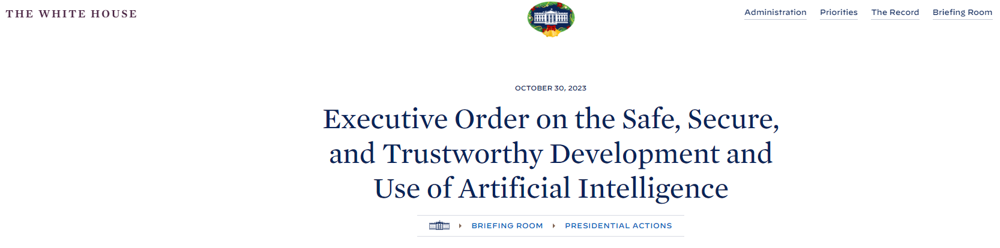 THE WHITE HOUSE
Administration Priorities The Record Briefing Room
OCTOBER 30, 2023
Executive Order on the Safe, Secure,
and Trustworthy Development and
Use of Artificial Intelligence
BRIEFING ROOM PRESIDENTIAL ACTIONS